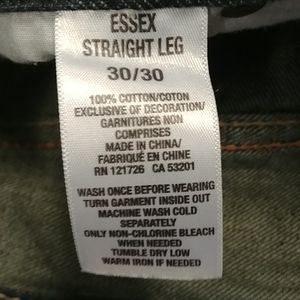 ESSEX
STRAIGHT LEG
30/30
100% COTTON/COTON
EXCLUSIVE OF DECORATION/
GARNITURES NON
COMPRISES
MADE IN CHINA/
FABRIQUÉ EN CHINE
RN 121726 CA 53201
WASH ONCE BEFORE WEARING
TURN GARMENT INSIDE OUT
MACHINE WASH COLD
SEPARATELY
ONLY NON-CHLORINE BLEACH
WHEN NEEDED
TUMBLE DRY LOW
WARM IRON IF NEEDED